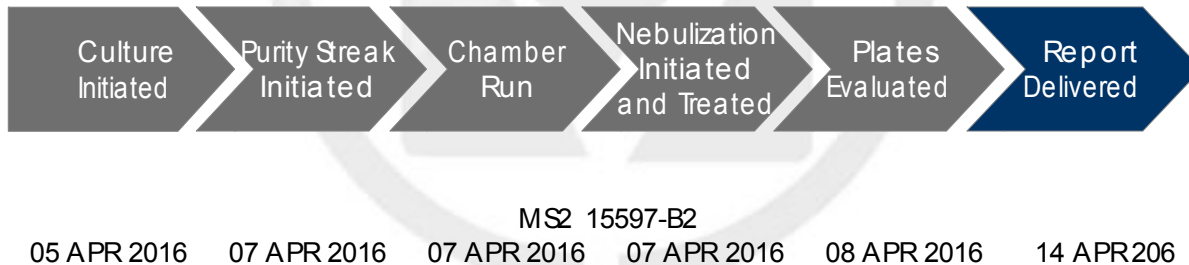 Culture
Initiated
Purity Streak
Initiated
Chamber
Run
Nebulization
Initiated
and Treated
Plates
Evaluated
Report
Delivered
MS2 15597-B2
05 APR 2016 07 APR 2016 07 APR 2016 07 APR 2016 08 APR 2016 14 APR 206